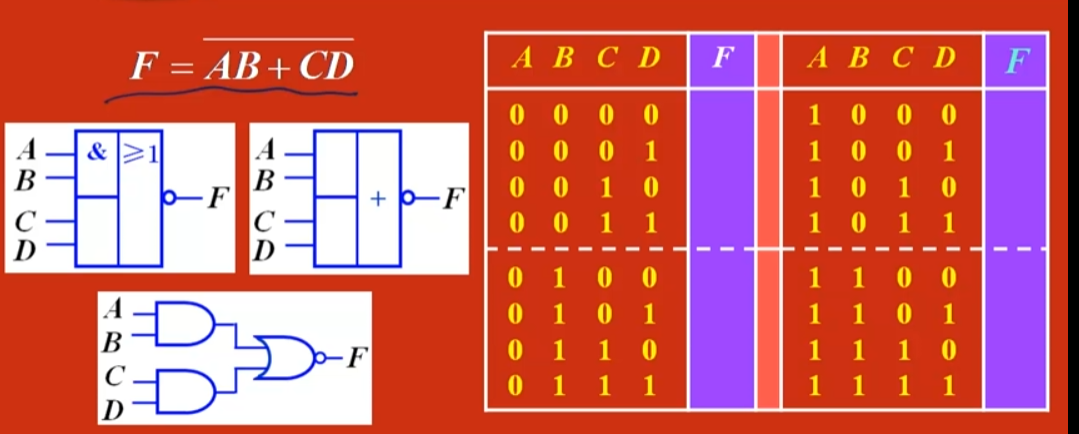 F = \overline{AB + CD}
A B C D F A B C D F
0 0 0 0 1 0 0 0
0 0 0 1 1 0 0 1
0 0 1 0 1 0 1 0
0 0 1 1 1 0 1 1
0 1 0 0 1 1 0 0
0 1 0 1 1 1 0 1
0 1 1 0 1 1 1 0
0 1 1 1 1 1 1 1
A & ≥1
B
F
C
D
A
B
+ F
C
D
A
B
F
C
D